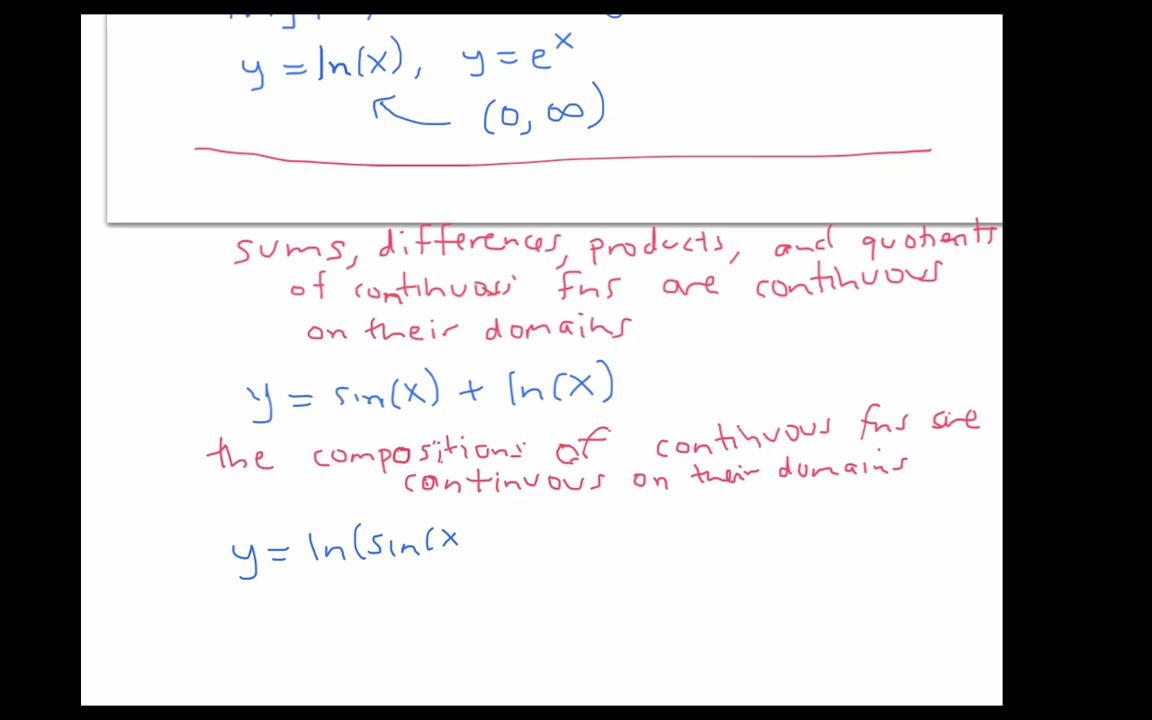 y = ln(x), y = e^x
(0, ∞)
sums, differences, products, and quotients
of continuous fns are continuous
on their domains
y = sin(x) + ln(x)
the compositions of continuous fns are
continuous on their domains
y = ln(sin(x